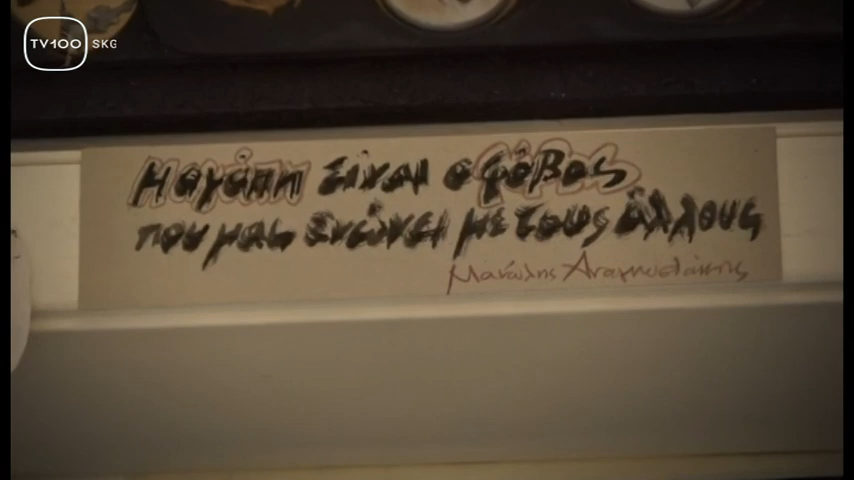 TV100 SKG
Η αγάπη είναι ο φόβος
που μας ενώνει με τους άλλους
Μανώλης Αναγνωστάκης